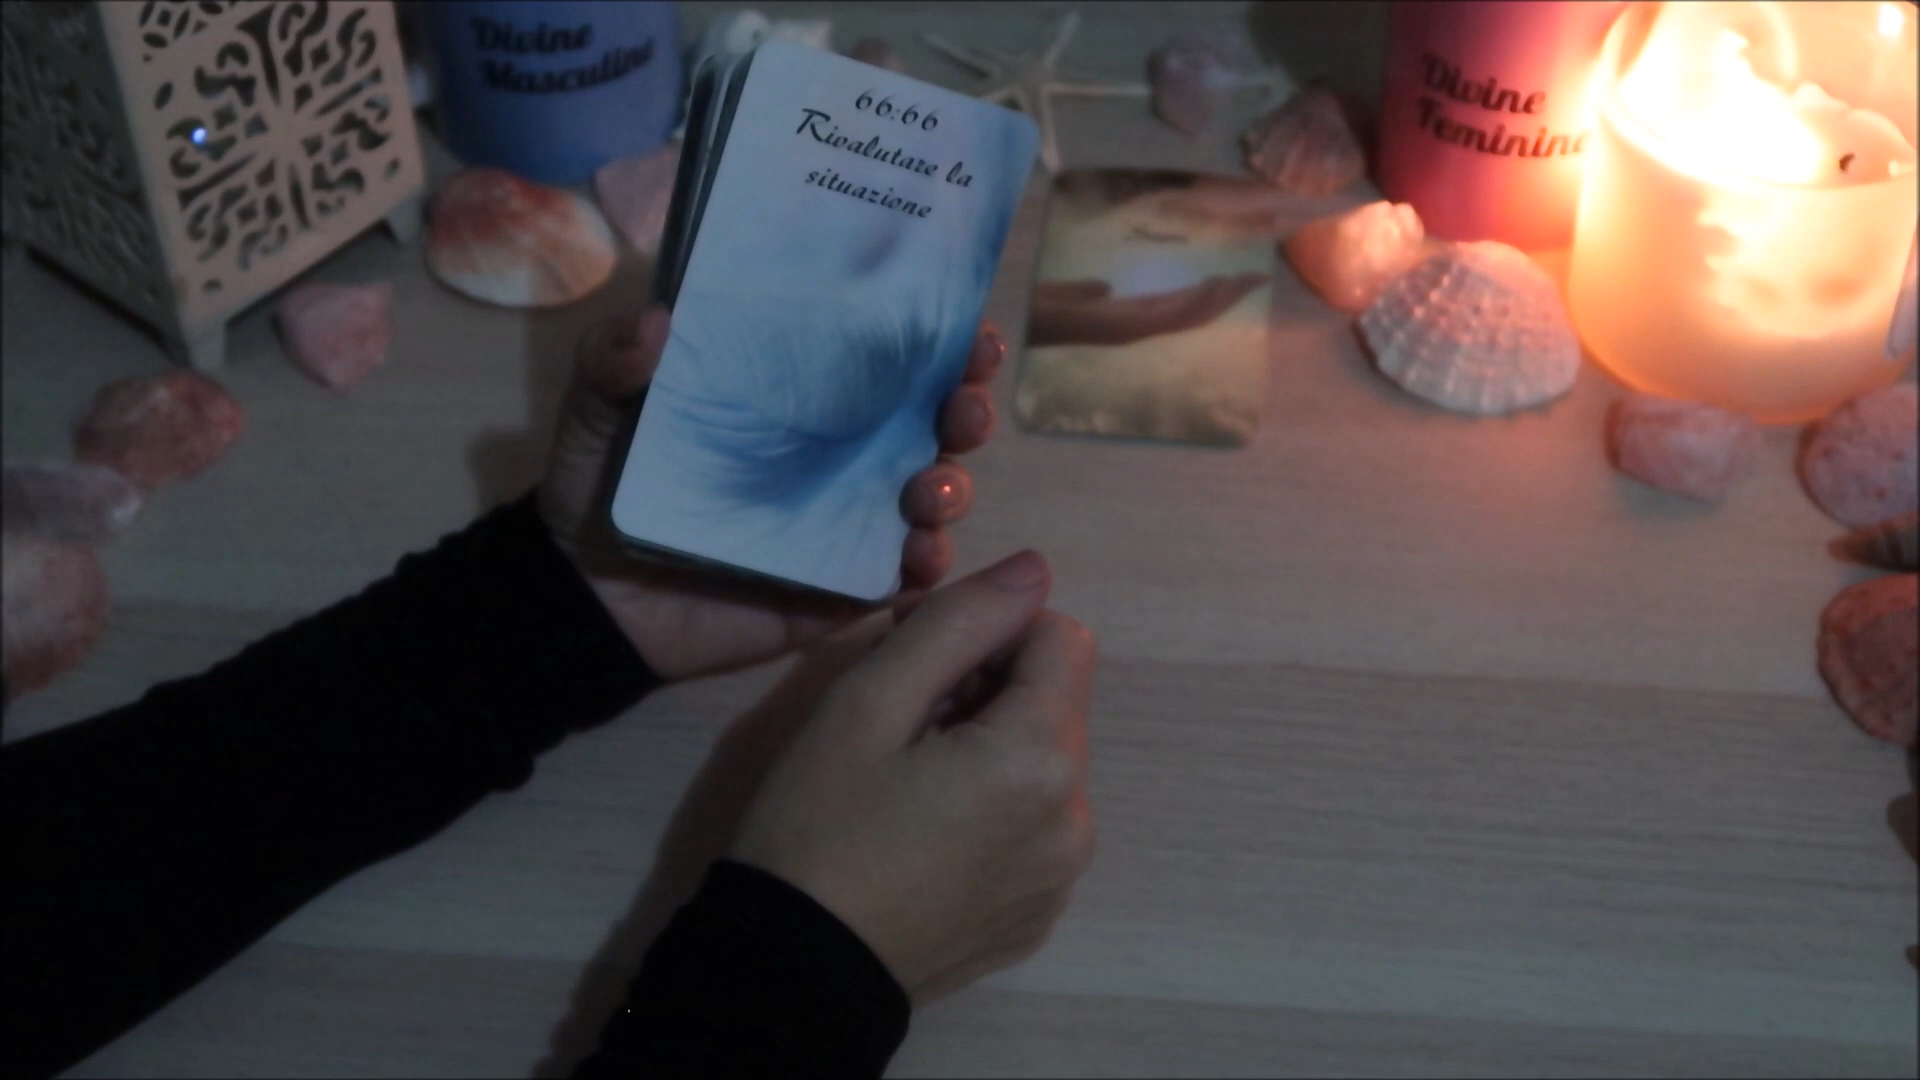 Divine
Masculine
66:66
Rivalutare la
situazione
Divine
Feminine